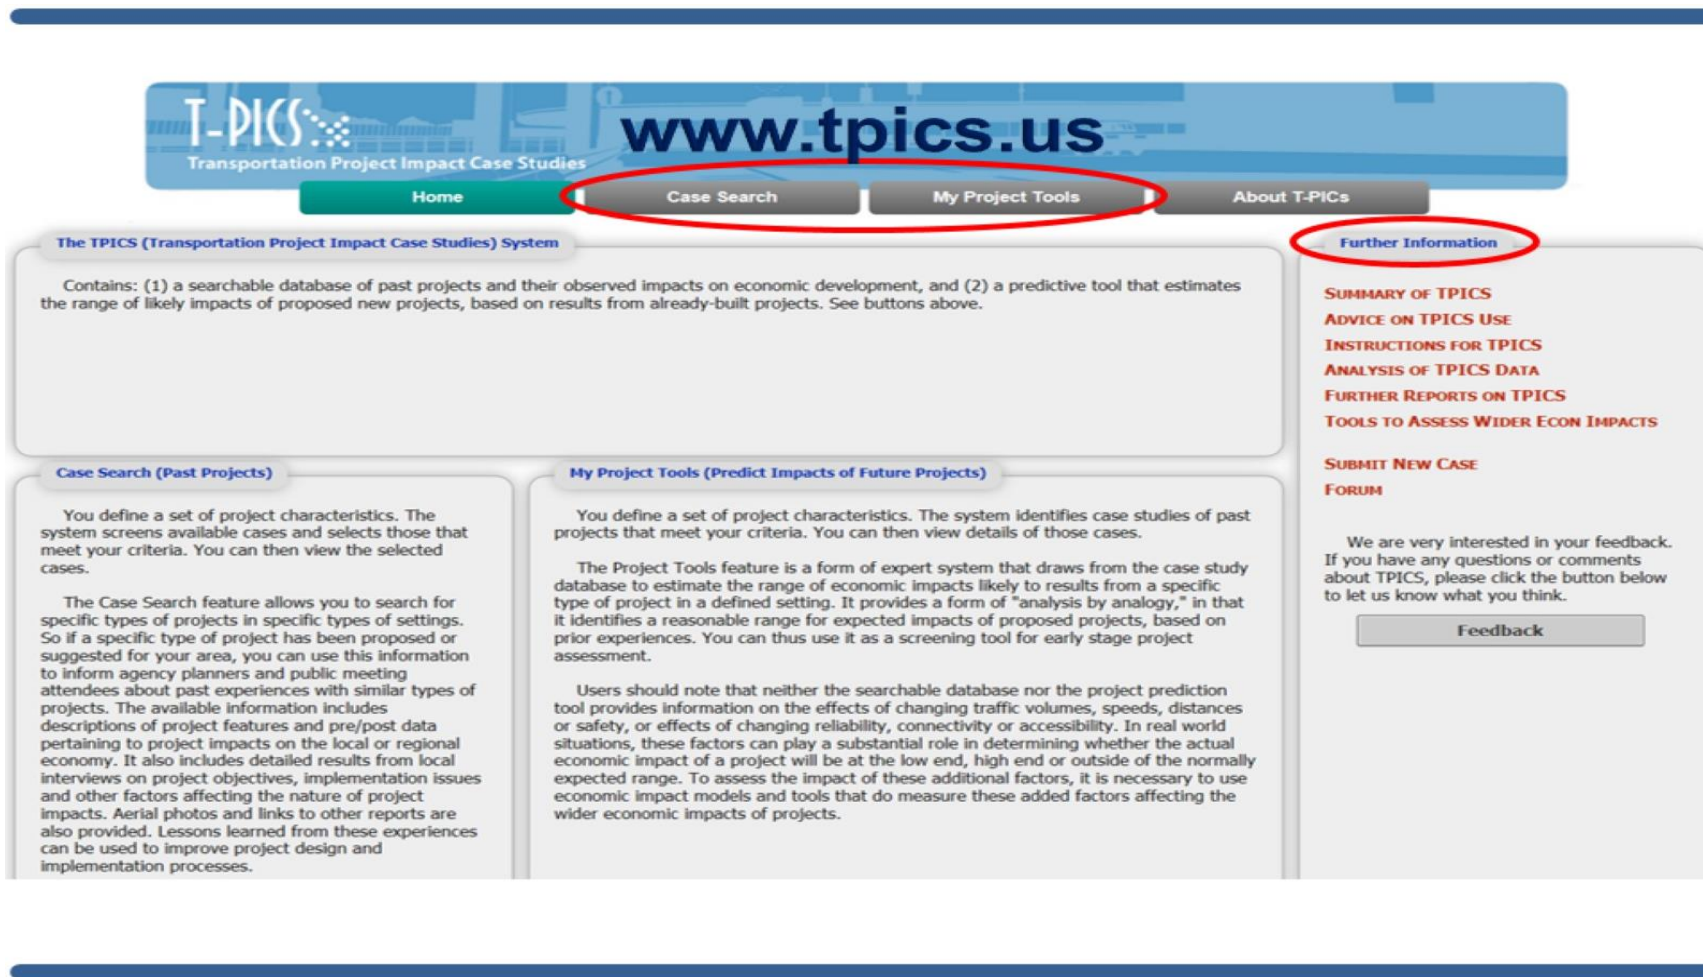 T-PICS
Transportation Project Impact Case Studies
www.tpics.us
Home
Case Search
My Project Tools
About T-PICs
The TPICS (Transportation Project Impact Case Studies) System
Contains: (1) a searchable database of past projects and their observed impacts on economic development, and (2) a predictive tool that estimates
the range of likely impacts of proposed new projects, based on results from already-built projects. See buttons above.
Case Search (Past Projects)
You define a set of project characteristics. The
system screens available cases and selects those that
meet your criteria. You can then view the selected
cases.
The Case Search feature allows you to search for
specific types of projects in specific types of settings.
So if a specific type of project has been proposed or
suggested for your area, you can use this information
to inform agency planners and public meeting
attendees about past experiences with similar types of
projects. The available information includes
descriptions of project features and pre/post data
pertaining to project impacts on the local or regional
economy. It also includes detailed results from local
interviews on project objectives, implementation issues
and other factors affecting the nature of project
impacts. Aerial photos and links to other reports are
also provided. Lessons learned from these experiences
can be used to improve project design and
implementation processes.
My Project Tools (Predict Impacts of Future Projects)
You define a set of project characteristics. The system identifies case studies of past
projects that meet your criteria. You can then view details of those cases.
The Project Tools feature is a form of expert system that draws from the case study
database to estimate the range of economic impacts likely to results from a specific
type of project in a defined setting. It provides a form of "analysis by analogy," in that
it identifies a reasonable range for expected impacts of proposed projects, based on
prior experiences. You can thus use it as a screening tool for early stage project
assessment.
Users should note that neither the searchable database nor the project prediction
tool provides information on the effects of changing traffic volumes, speeds, distances
or safety, or effects of changing reliability, connectivity or accessibility. In real world
situations, these factors can play a substantial role in determining whether the actual
economic impact of a project will be at the low end, high end or outside of the normally
expected range. To assess the impact of these additional factors, it is necessary to use
economic impact models and tools that do measure these added factors affecting the
wider economic impacts of projects.
Further Information
SUMMARY OF TPICS
ADVICE ON TPICS USE
INSTRUCTIONS FOR TPICS
ANALYSIS OF TPICS DATA
FURTHER REPORTS ON TPICS
TOOLS TO ASSESS WIDER ECON IMPACTS
SUBMIT NEW CASE
FORUM
We are very interested in your feedback.
If you have any questions or comments
about TPICS, please click the button below
to let us know what you think.
Feedback